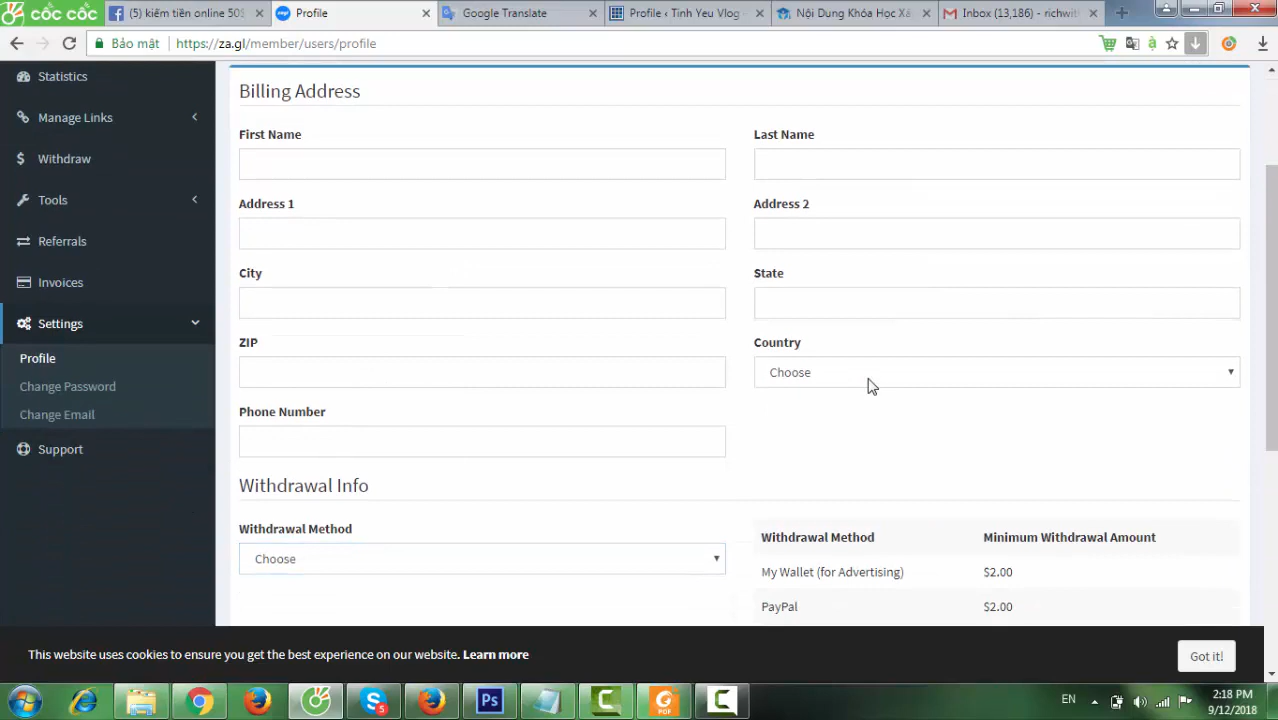 cốc cốc
(5) kiếm tiền online 50$
Profile
Google Translate
Profile ‹ Tinh Yeu Vlog
Nội Dung Khóa Học Xâ
Inbox (13,186) - richwit
Bảo mật
https://za.gl/member/users/profile
Statistics
Manage Links
Withdraw
Tools
Referrals
Invoices
Settings
Profile
Change Password
Change Email
Support
Billing Address
First Name
Last Name
Address 1
Address 2
City
State
ZIP
Country
Choose
Phone Number
Withdrawal Info
Withdrawal Method
Choose
Withdrawal Method Minimum Withdrawal Amount
My Wallet (for Advertising) $2.00
PayPal $2.00
This website uses cookies to ensure you get the best experience on our website. Learn more
Got it!
EN
2:18 PM
9/12/2018